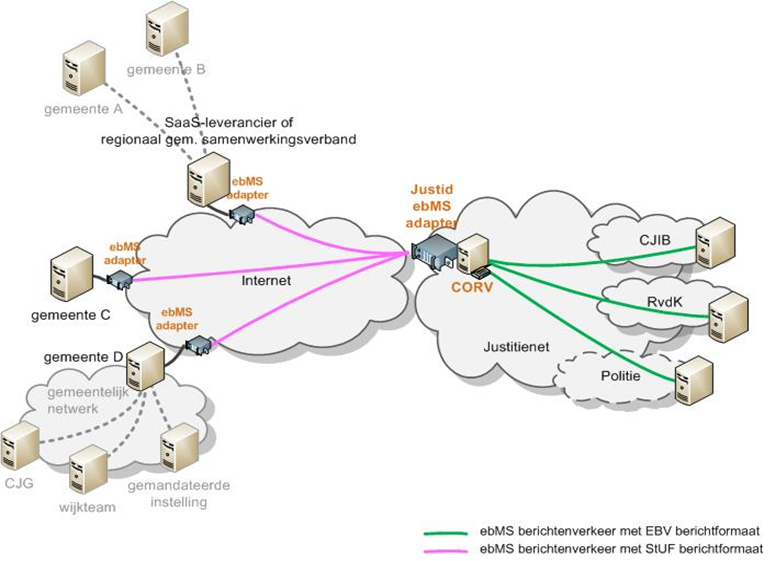 gemeente B
gemeente A
SaaS-leverancier of
regionaal gem. samenwerkingsverband
ebMS
adapter
Justid
ebMS
adapter
CJIB
ebMS
adapter
Internet
CORV
RvdK
gemeente C
ebMS
adapter
Justitienet
gemeente D
Politie
gemeentelijk
netwerk
CJG
wijkteam
gemandateerde
instelling
ebMS berichtenverkeer met EBV berichtformaat
ebMS berichtenverkeer met StUF berichtformaat